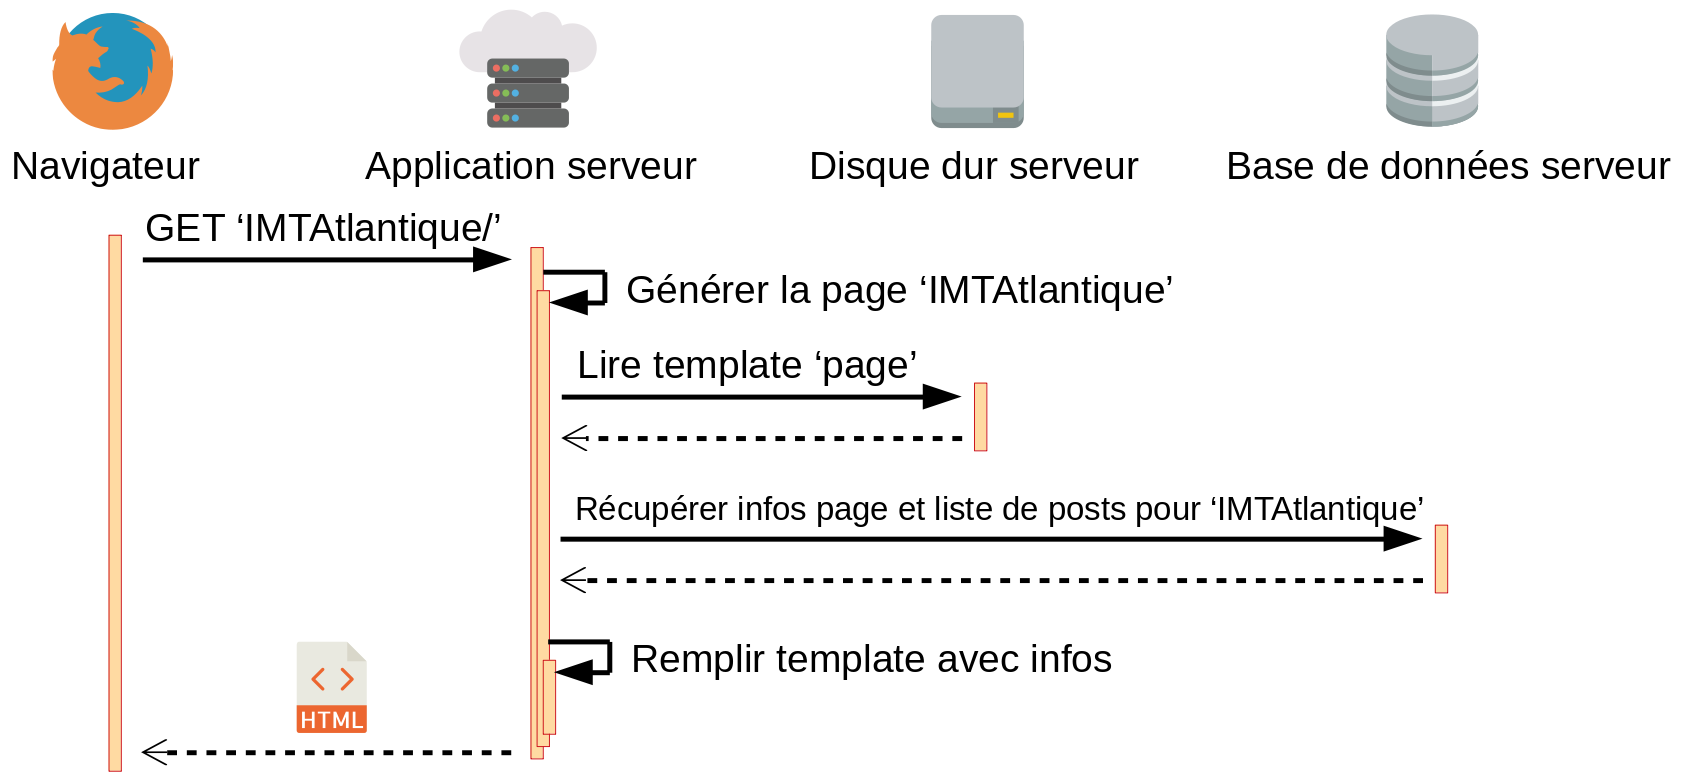 Navigateur
Application serveur
Disque dur serveur
Base de données serveur
GET ‘IMTAtlantique/’
Générer la page ‘IMTAtlantique’
Lire template ‘page’
Récupérer infos page et liste de posts pour ‘IMTAtlantique’
Remplir template avec infos
HTML